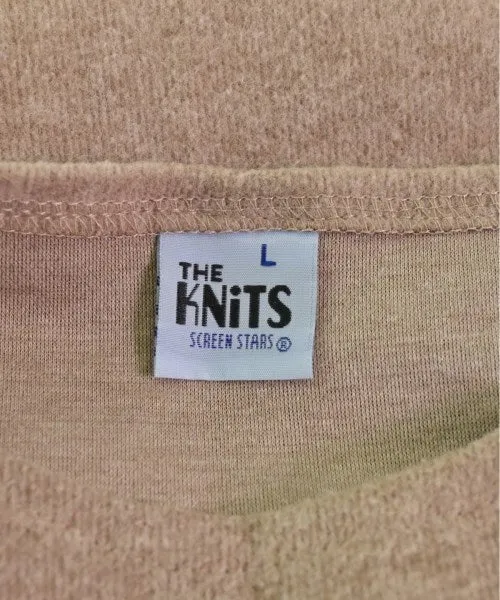 L
THE
KNiTS
SCREEN STARS ®